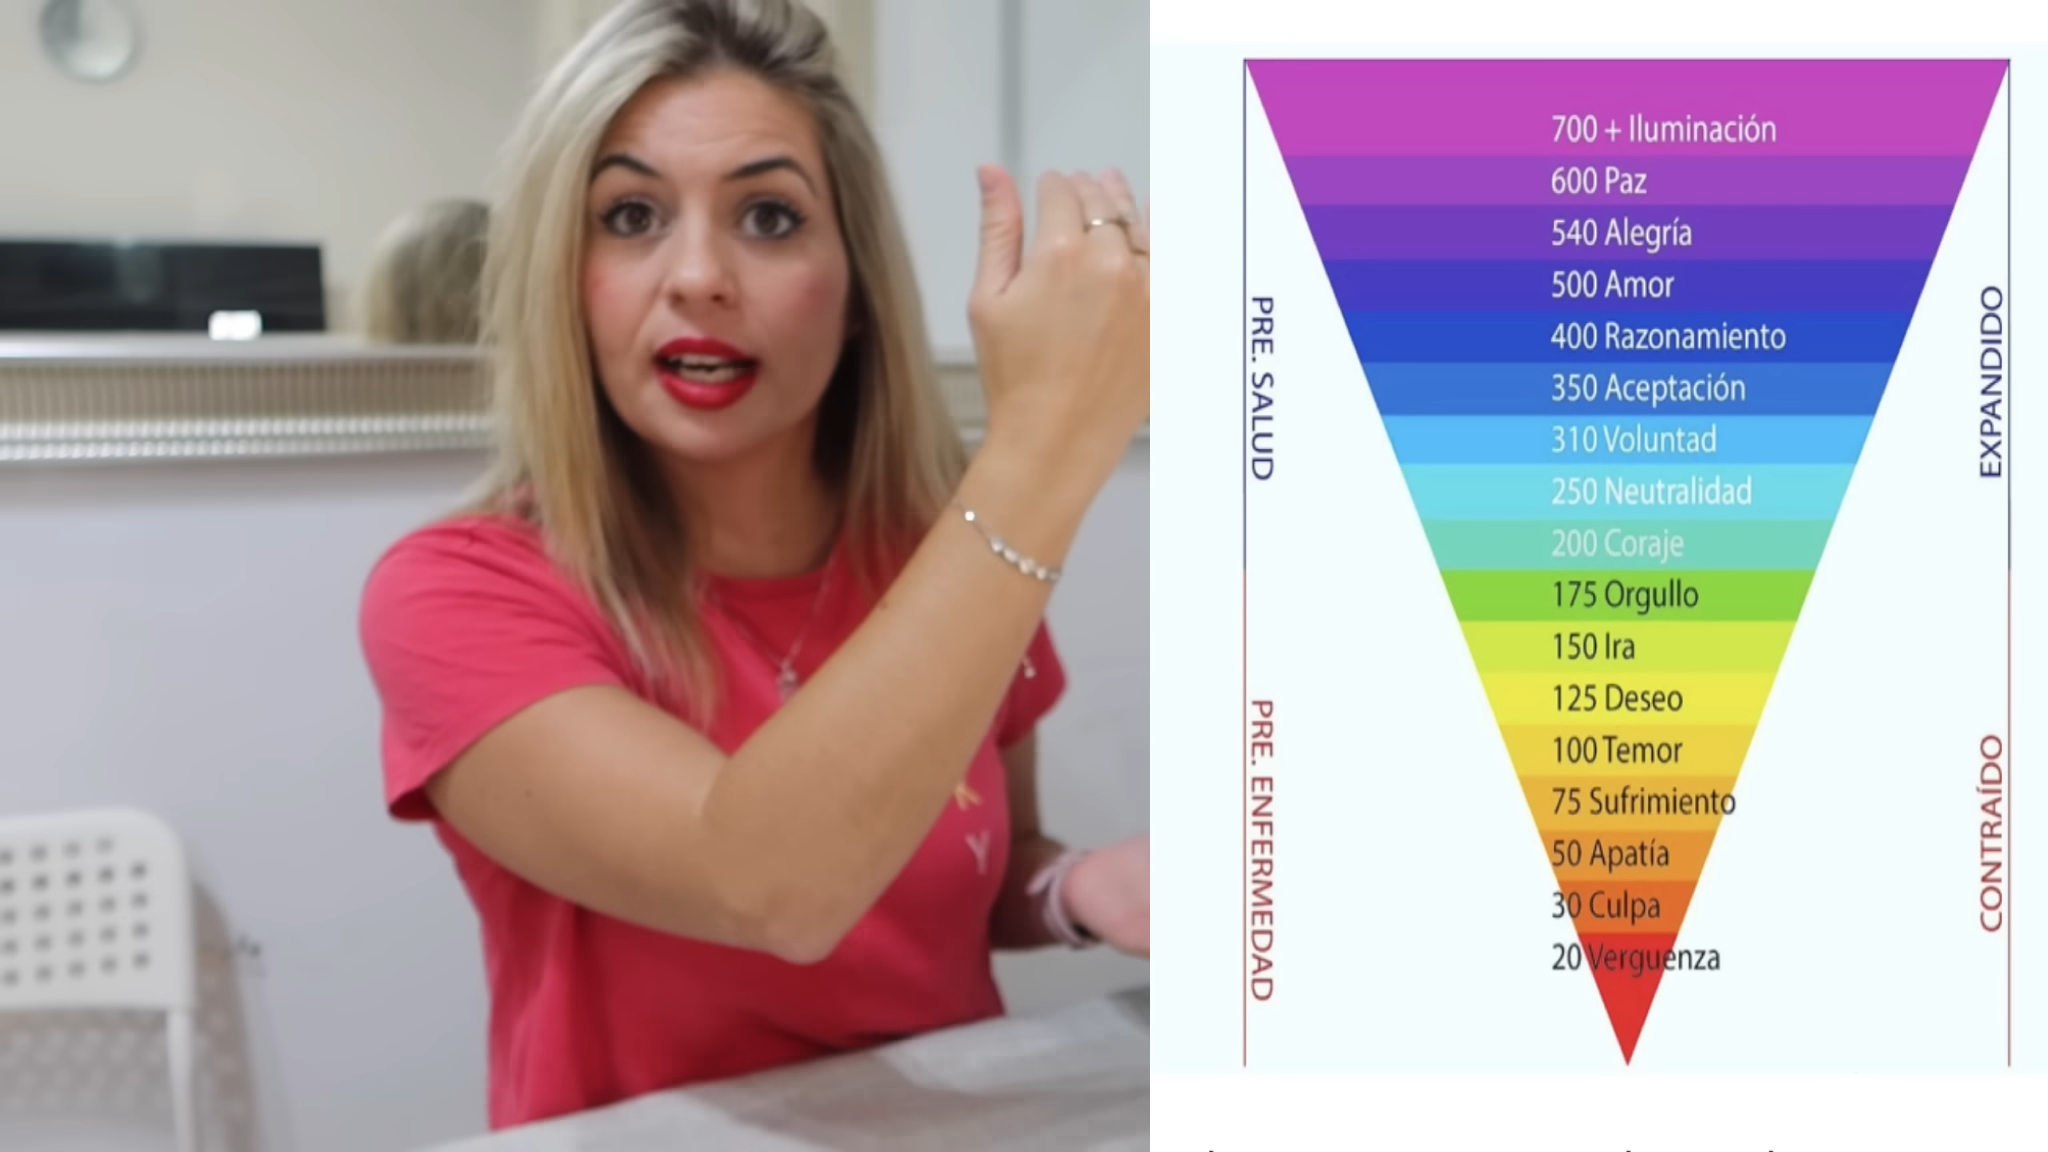 700 + Iluminación
600 Paz
540 Alegría
500 Amor
400 Razonamiento
350 Aceptación
310 Voluntad
250 Neutralidad
200 Coraje
175 Orgullo
150 Ira
125 Deseo
100 Temor
75 Sufrimiento
50 Apatía
30 Culpa
20 Verguenza
PRE. SALUD
PRE. ENFERMEDAD
EXPANDIDO
CONTRAÍDO
K
Y